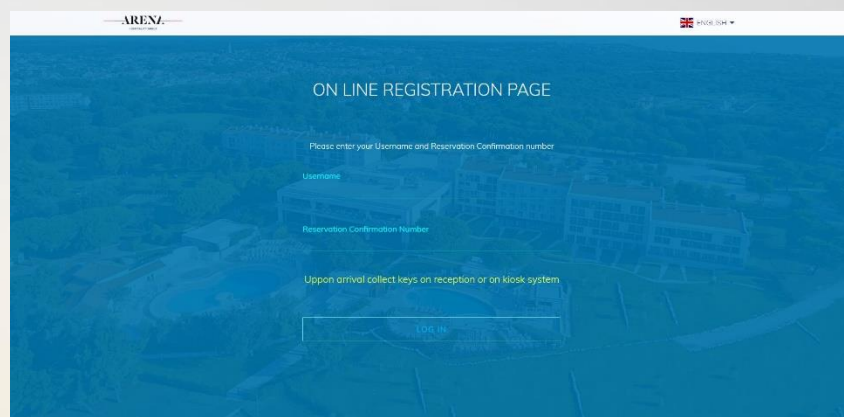 ARENA
ENGLISH
ON LINE REGISTRATION PAGE
Please enter your Username and Reservation Confirmation number
Username
Reservation Confirmation Number
Uppon arrival collect keys on reception or on kiosk system
LOG IN